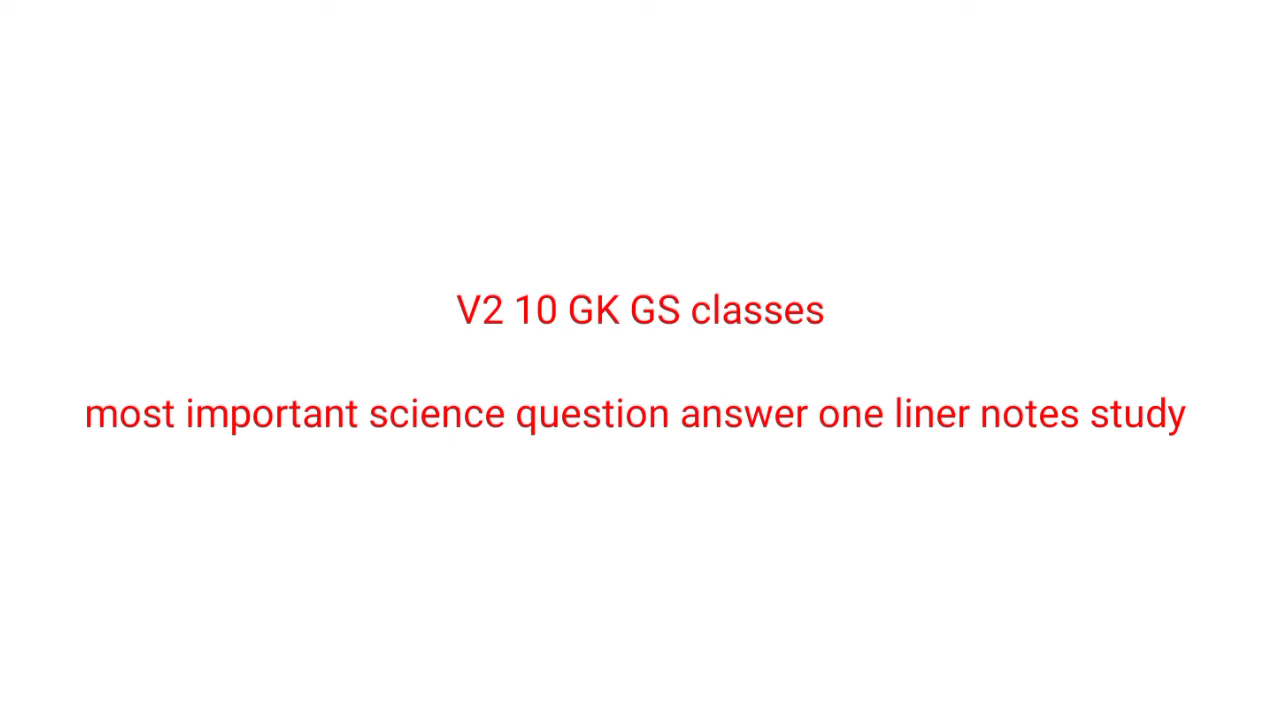 V2 10 GK GS classes
most important science question answer one liner notes study